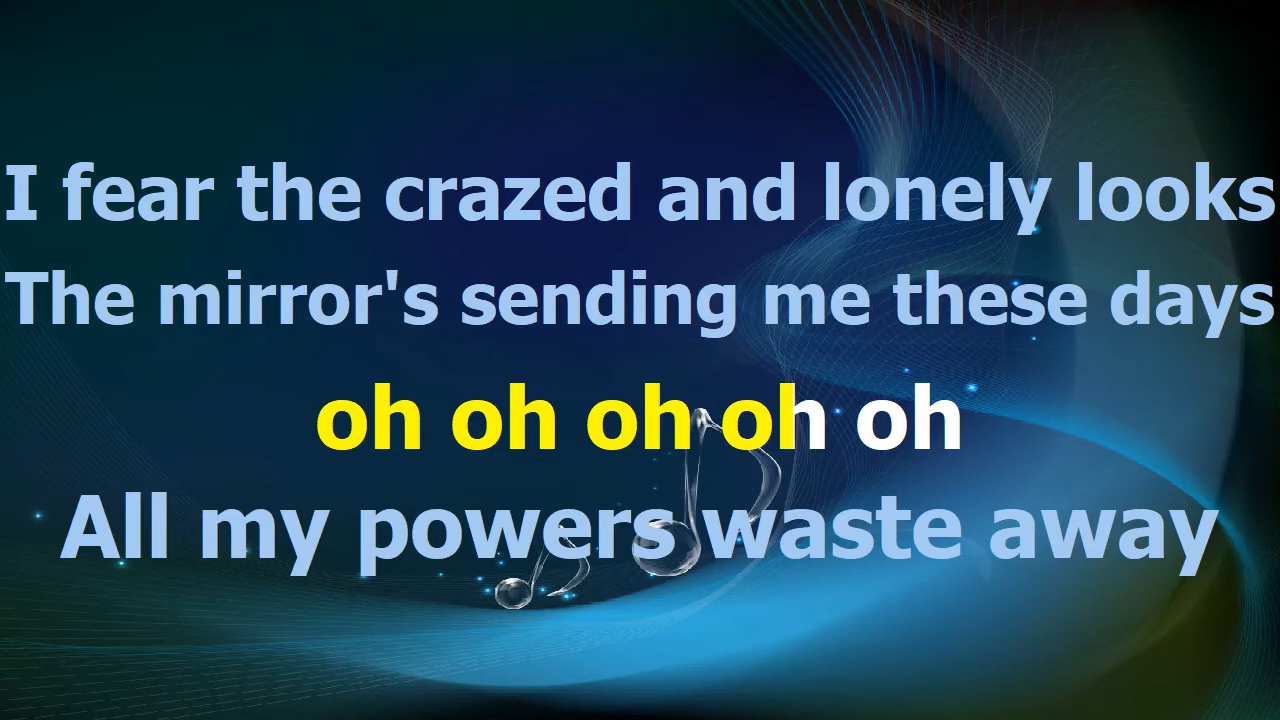 I fear the crazed and lonely looks
The mirror's sending me these days
oh oh oh oh oh
All my powers waste away